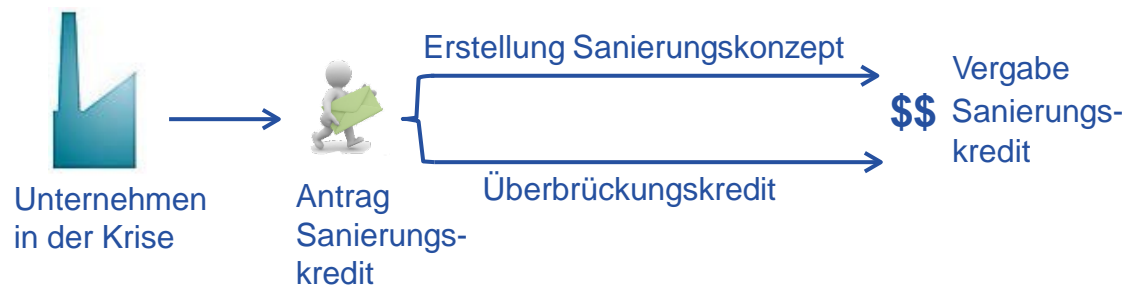 Unternehmen
in der Krise
Antrag
Sanierungs-
kredit
Erstellung Sanierungskonzept
Überbrückungskredit
$$
Vergabe
Sanierungs-
kredit